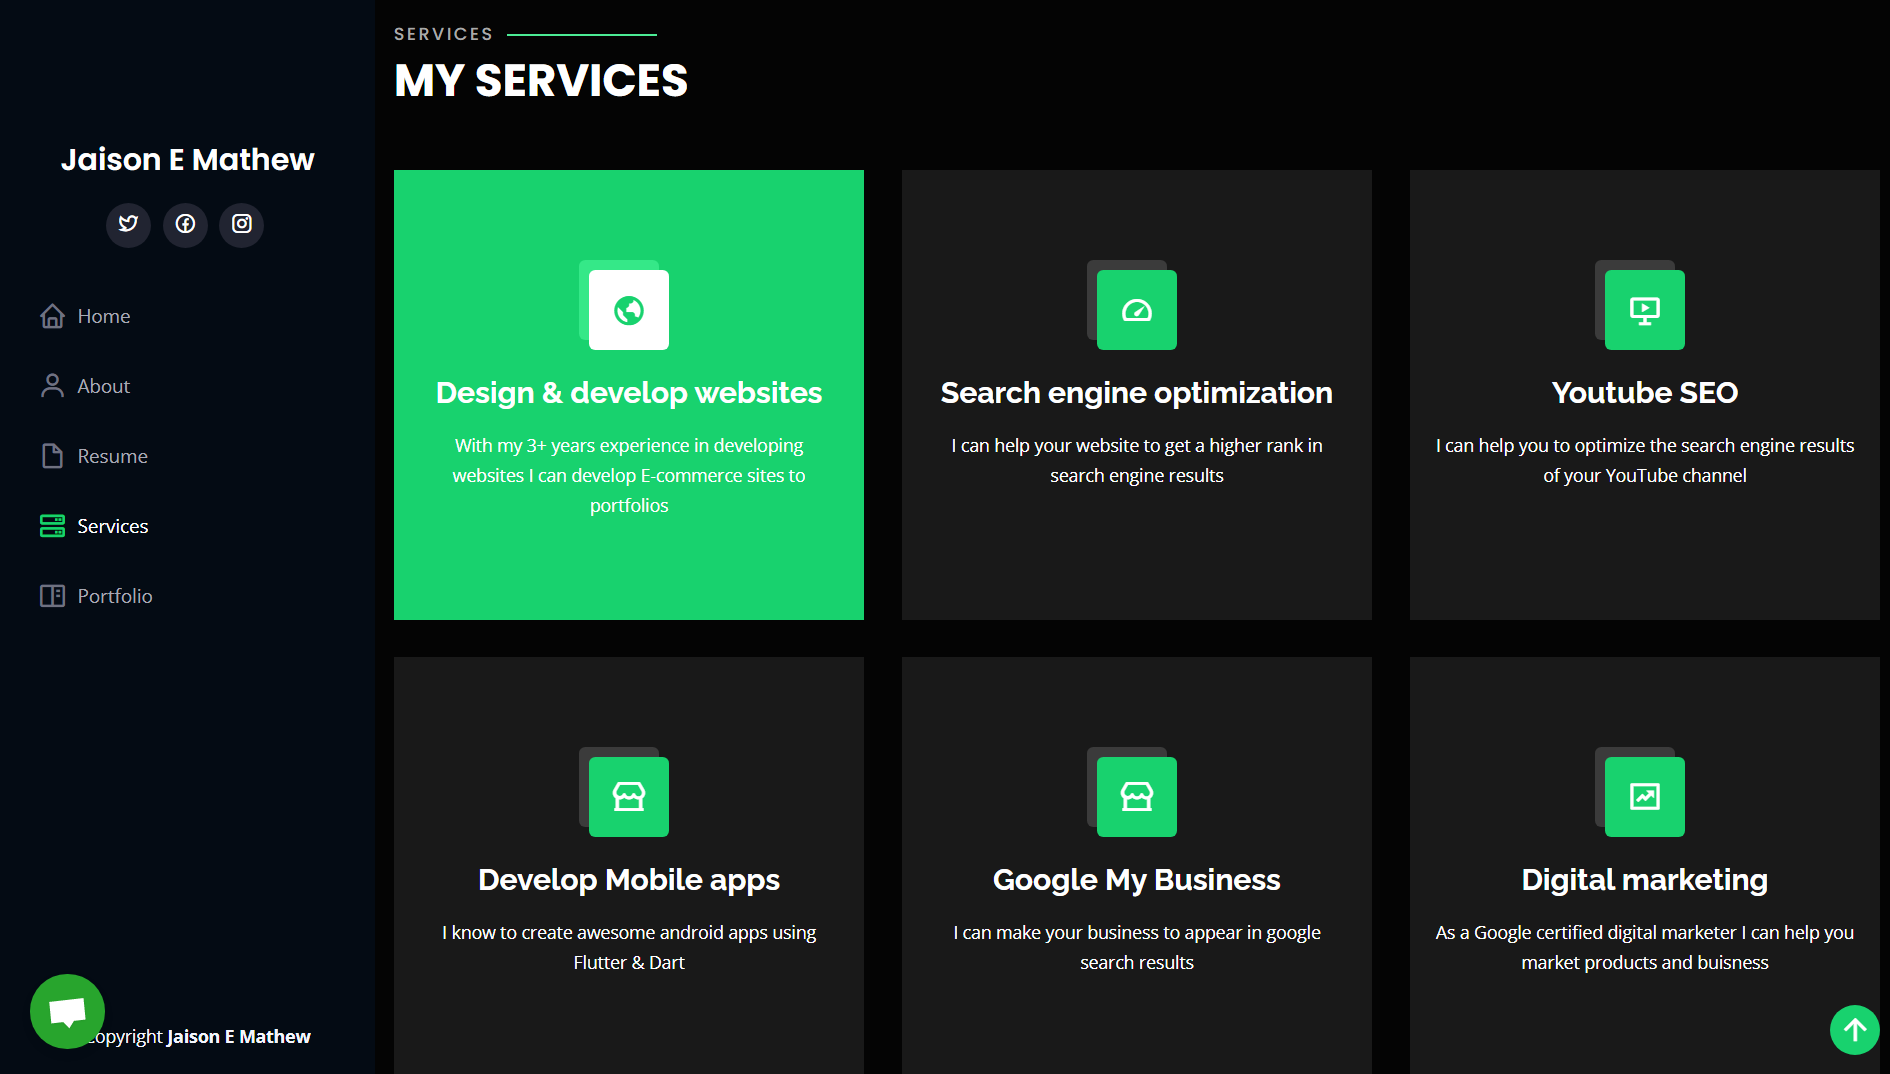 Jaison E Mathew
Home
About
Resume
Services
Portfolio
opyright Jaison E Mathew
SERVICES
MY SERVICES
Design & develop websites
With my 3+ years experience in developing
websites I can develop E-commerce sites to
portfolios
Search engine optimization
I can help your website to get a higher rank in
search engine results
Youtube SEO
I can help you to optimize the search engine results
of your YouTube channel
Develop Mobile apps
I know to create awesome android apps using
Flutter & Dart
Google My Business
I can make your business to appear in google
search results
Digital marketing
As a Google certified digital marketer I can help you
market products and buisness